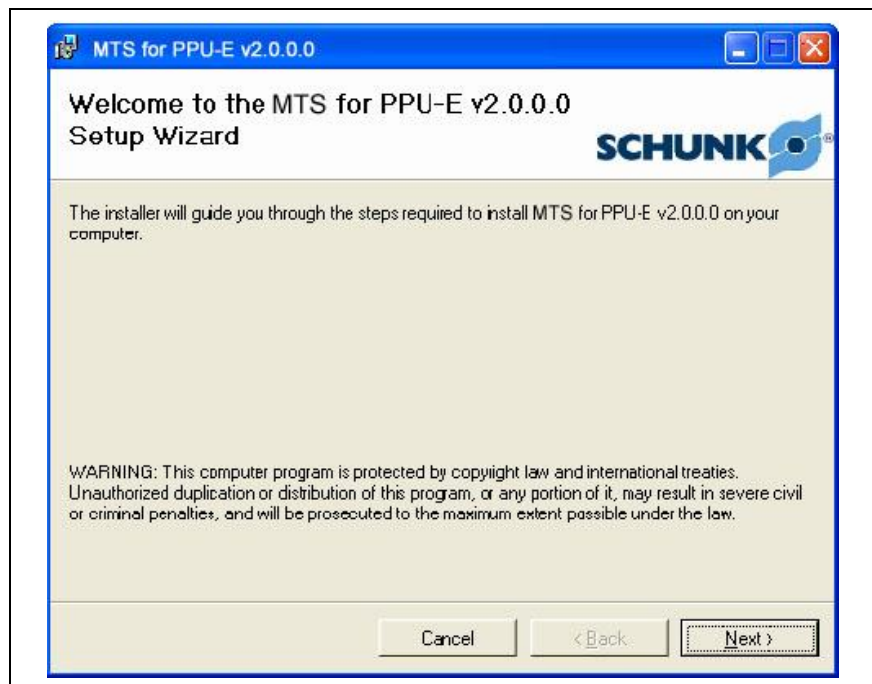 MTS for PPU-E v2.0.0.0
Welcome to the MTS for PPU-E v2.0.0.0
Setup Wizard
SCHUNK ®
The installer will guide you through the steps required to install MTS for PPU-E v2.0.0.0 on your
computer.
WARNING: This computer program is protected by copyright law and international treaties.
Unauthorized duplication or distribution of this program, or any portion of it, may result in severe civil
or criminal penalties, and will be prosecuted to the maximum extent possible under the law.
Cancel < Back Next >